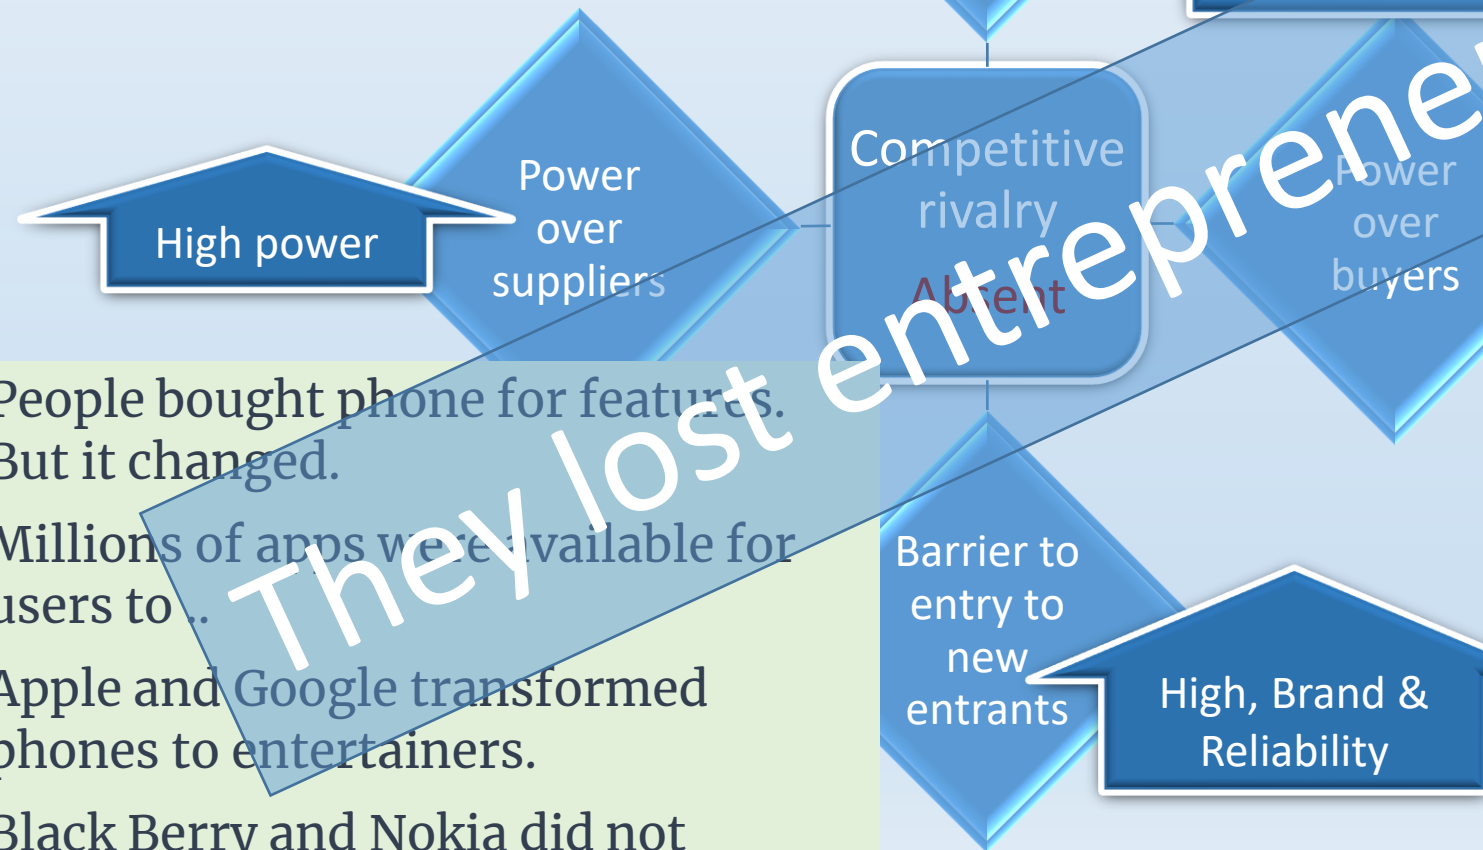 High power
Power
over
suppliers
Competitive
rivalry
Absent
Power
over
buyers
People bought phone for features.
But it changed.
Millions of apps were available for
users to ..
Apple and Google transformed
phones to entertainers.
Black Berry and Nokia did not
They lost entreprene
Barrier to
entry to
new
entrants
High, Brand &
Reliability